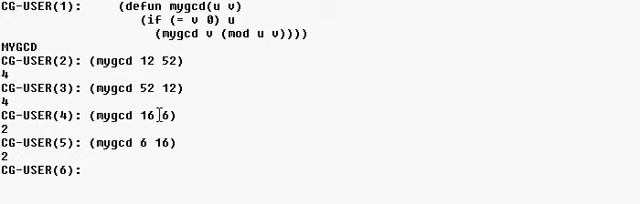 CG-USER(1): (defun mygcd(u v)
(if (= v 0) u
(mygcd v (mod u v))))
MYGCD
CG-USER(2): (mygcd 12 52)
4
CG-USER(3): (mygcd 52 12)
4
CG-USER(4): (mygcd 16 6)
2
CG-USER(5): (mygcd 6 16)
2
CG-USER(6):